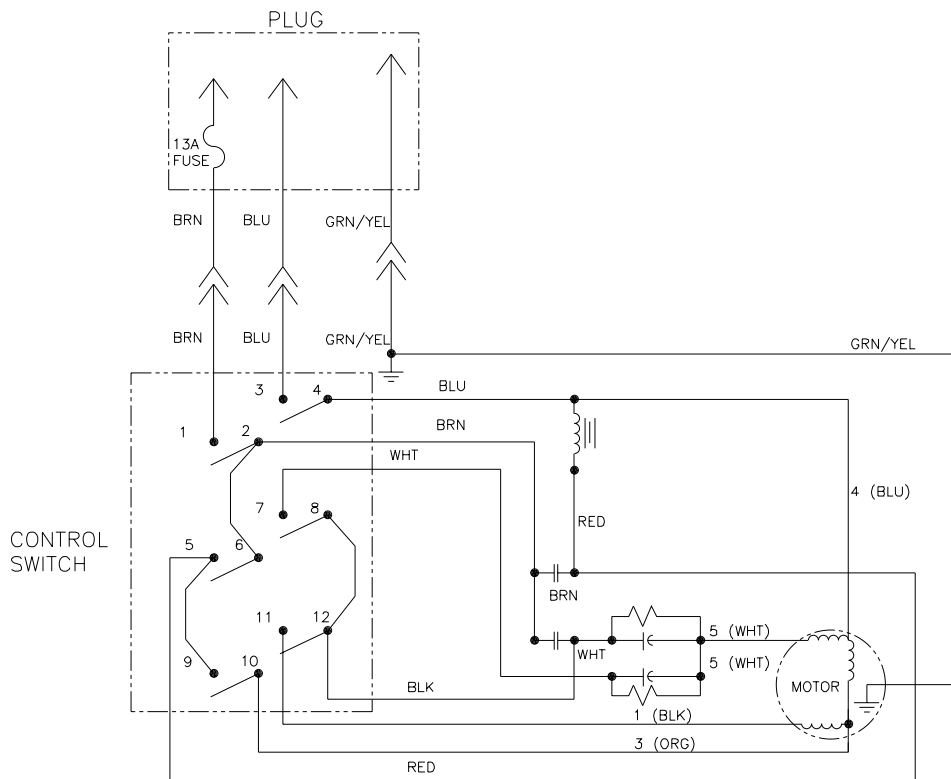 PLUG
13A
FUSE
BRN
BLU
GRN/YEL
BRN
BLU
GRN/YEL
GRN/YEL
3
4
BLU
1
2
BRN
WHT
4 (BLU)
7
8
RED
CONTROL
SWITCH
5
6
BRN
11
12
WHT
5 (WHT)
5 (WHT)
9
10
BLK
MOTOR
1 (BLK)
3 (ORG)
RED